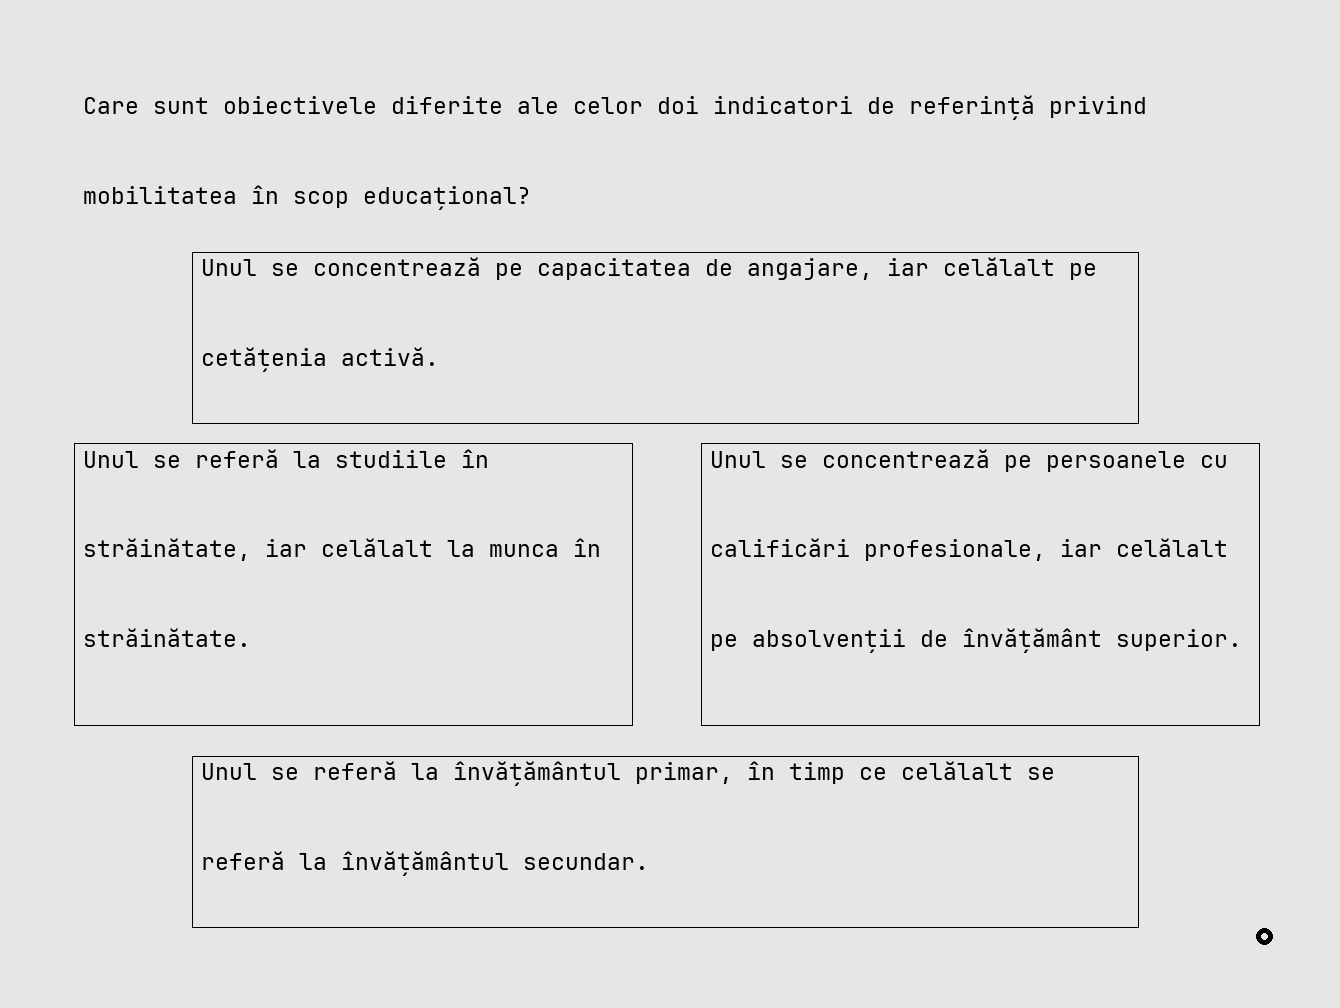 Care sunt obiectivele diferite ale celor doi indicatori de referință privind
mobilitatea în scop educațional?
Unul se concentrează pe capacitatea de angajare, iar celălalt pe
cetățenia activă.
Unul se referă la studiile în
străinătate, iar celălalt la munca în
străinătate.
Unul se concentrează pe persoanele cu
calificări profesionale, iar celălalt
pe absolvenții de învățământ superior.
Unul se referă la învățământul primar, în timp ce celălalt se
referă la învățământul secundar.